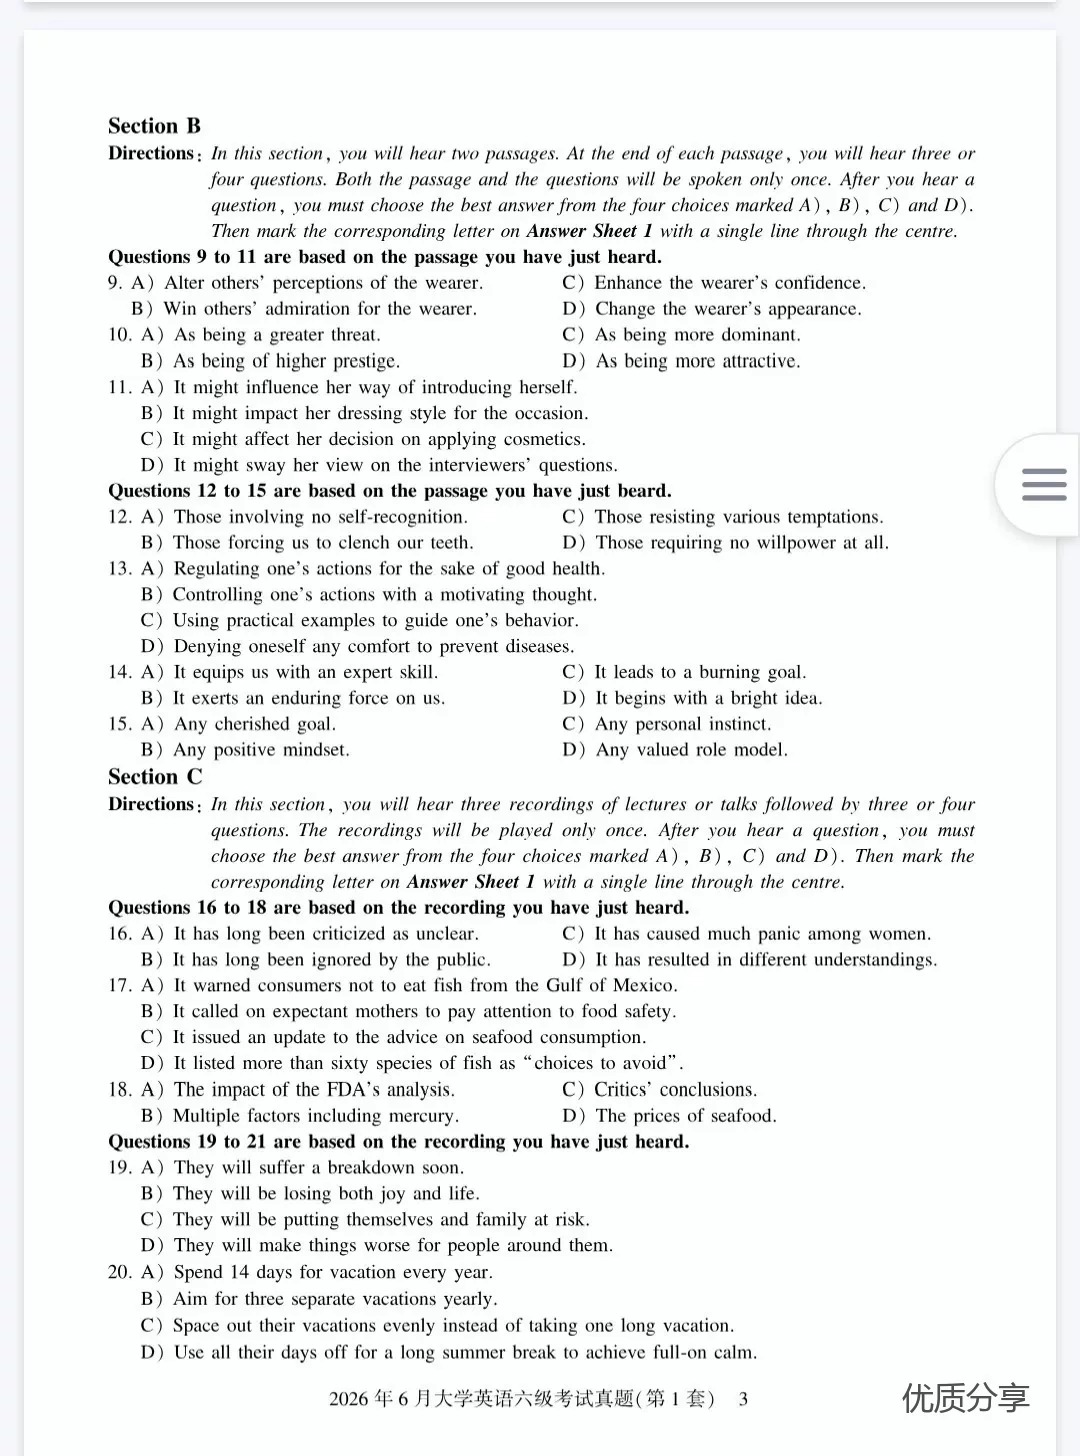 Section B
Directions: In this section, you will hear two passages. At the end of each passage, you will hear three or
four questions. Both the passage and the questions will be spoken only once. After you hear a
question, you must choose the best answer from the four choices marked A), B), C) and D).
Then mark the corresponding letter on Answer Sheet 1 with a single line through the centre.
Questions 9 to 11 are based on the passage you have just heard.
9. A) Alter others' perceptions of the wearer. C) Enhance the wearer's confidence.
B) Win others' admiration for the wearer. D) Change the wearer's appearance.
10. A) As being a greater threat. C) As being more dominant.
B) As being of higher prestige. D) As being more attractive.
11. A) It might influence her way of introducing herself.
B) It might impact her dressing style for the occasion.
C) It might affect her decision on applying cosmetics.
D) It might sway her view on the interviewers' questions.
Questions 12 to 15 are based on the passage you have just beard.
12. A) Those involving no self-recognition. C) Those resisting various temptations.
B) Those forcing us to clench our teeth. D) Those requiring no willpower at all.
13. A) Regulating one's actions for the sake of good health.
B) Controlling one's actions with a motivating thought.
C) Using practical examples to guide one's behavior.
D) Denying oneself any comfort to prevent diseases.
14. A) It equips us with an expert skill. C) It leads to a burning goal.
B) It exerts an enduring force on us. D) It begins with a bright idea.
15. A) Any cherished goal. C) Any personal instinct.
B) Any positive mindset. D) Any valued role model.
Section C
Directions: In this section, you will hear three recordings of lectures or talks followed by three or four
questions. The recordings will be played only once. After you hear a question, you must
choose the best answer from the four choices marked A), B), C) and D). Then mark the
corresponding letter on Answer Sheet 1 with a single line through the centre.
Questions 16 to 18 are based on the recording you have just heard.
16. A) It has long been criticized as unclear. C) It has caused much panic among women.
B) It has long been ignored by the public. D) It has resulted in different understandings.
17. A) It warned consumers not to eat fish from the Gulf of Mexico.
B) It called on expectant mothers to pay attention to food safety.
C) It issued an update to the advice on seafood consumption.
D) It listed more than sixty species of fish as "choices to avoid".
18. A) The impact of the FDA's analysis. C) Critics' conclusions.
B) Multiple factors including mercury. D) The prices of seafood.
Questions 19 to 21 are based on the recording you have just heard.
19. A) They will suffer a breakdown soon.
B) They will be losing both joy and life.
C) They will be putting themselves and family at risk.
D) They will make things worse for people around them.
20. A) Spend 14 days for vacation every year.
B) Aim for three separate vacations yearly.
C) Space out their vacations evenly instead of taking one long vacation.
D) Use all their days off for a long summer break to achieve full-on calm.
2026 年 6 月大学英语六级考试真题(第 1 套) 3
优质分享